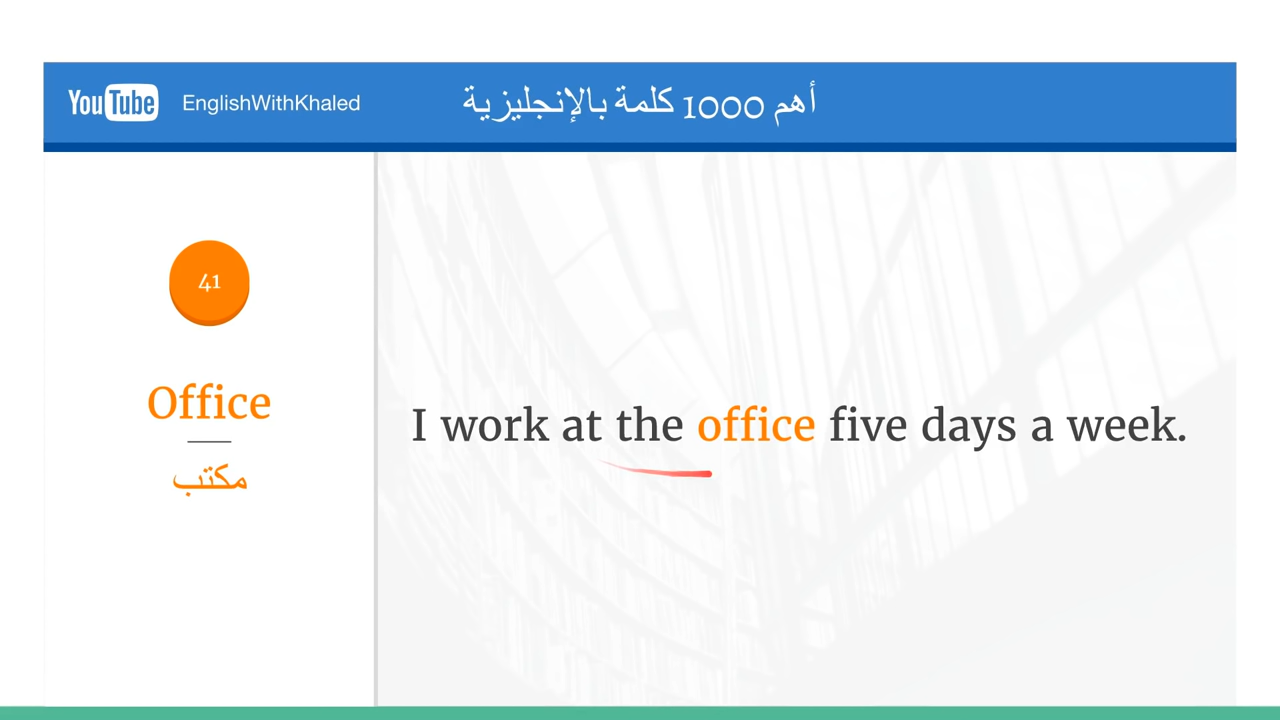 YouTube EnglishWithKhaled
أهم 1000 كلمة بالإنجليزية
41
Office
مكتب
I work at the office five days a week.